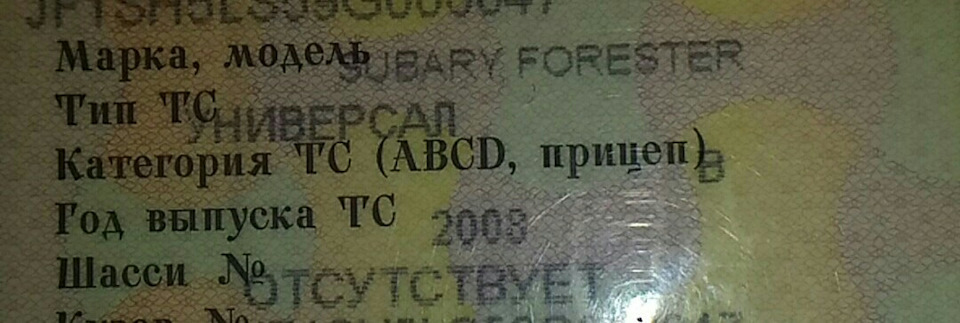 Марка, модель SUBARY FORESTER
Тип ТС УНИВЕРСАЛ
Категория ТС (ABCD, прицеп) B
Год выпуска ТС 2008
Шасси № ОТСУТСТВУЕТ